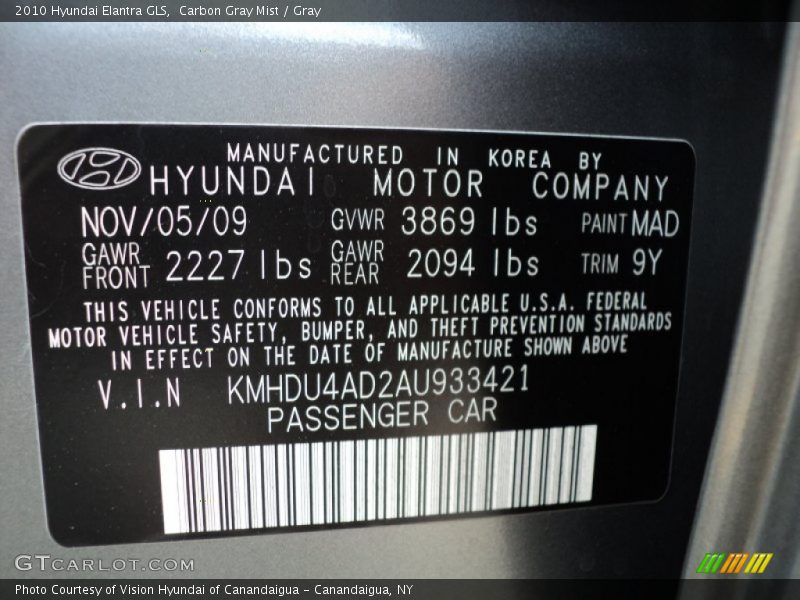 2010 Hyundai Elantra GLS,  Carbon Gray Mist / Gray
MANUFACTURED IN KOREA BY
HYUNDAI MOTOR COMPANY
NOV/05/09 GVWR 3869 lbs PAINT MAD
GAWR FRONT 2227 lbs GAWR REAR 2094 lbs TRIM 9Y
THIS VEHICLE CONFORMS TO ALL APPLICABLE U.S.A. FEDERAL
MOTOR VEHICLE SAFETY, BUMPER, AND THEFT PREVENTION STANDARDS
IN EFFECT ON THE DATE OF MANUFACTURE SHOWN ABOVE
V.I.N KMHDU4AD2AU933421
PASSENGER CAR
GTCARLOT.COM
Photo Courtesy of Vision Hyundai of Canandaigua - Canandaigua, NY